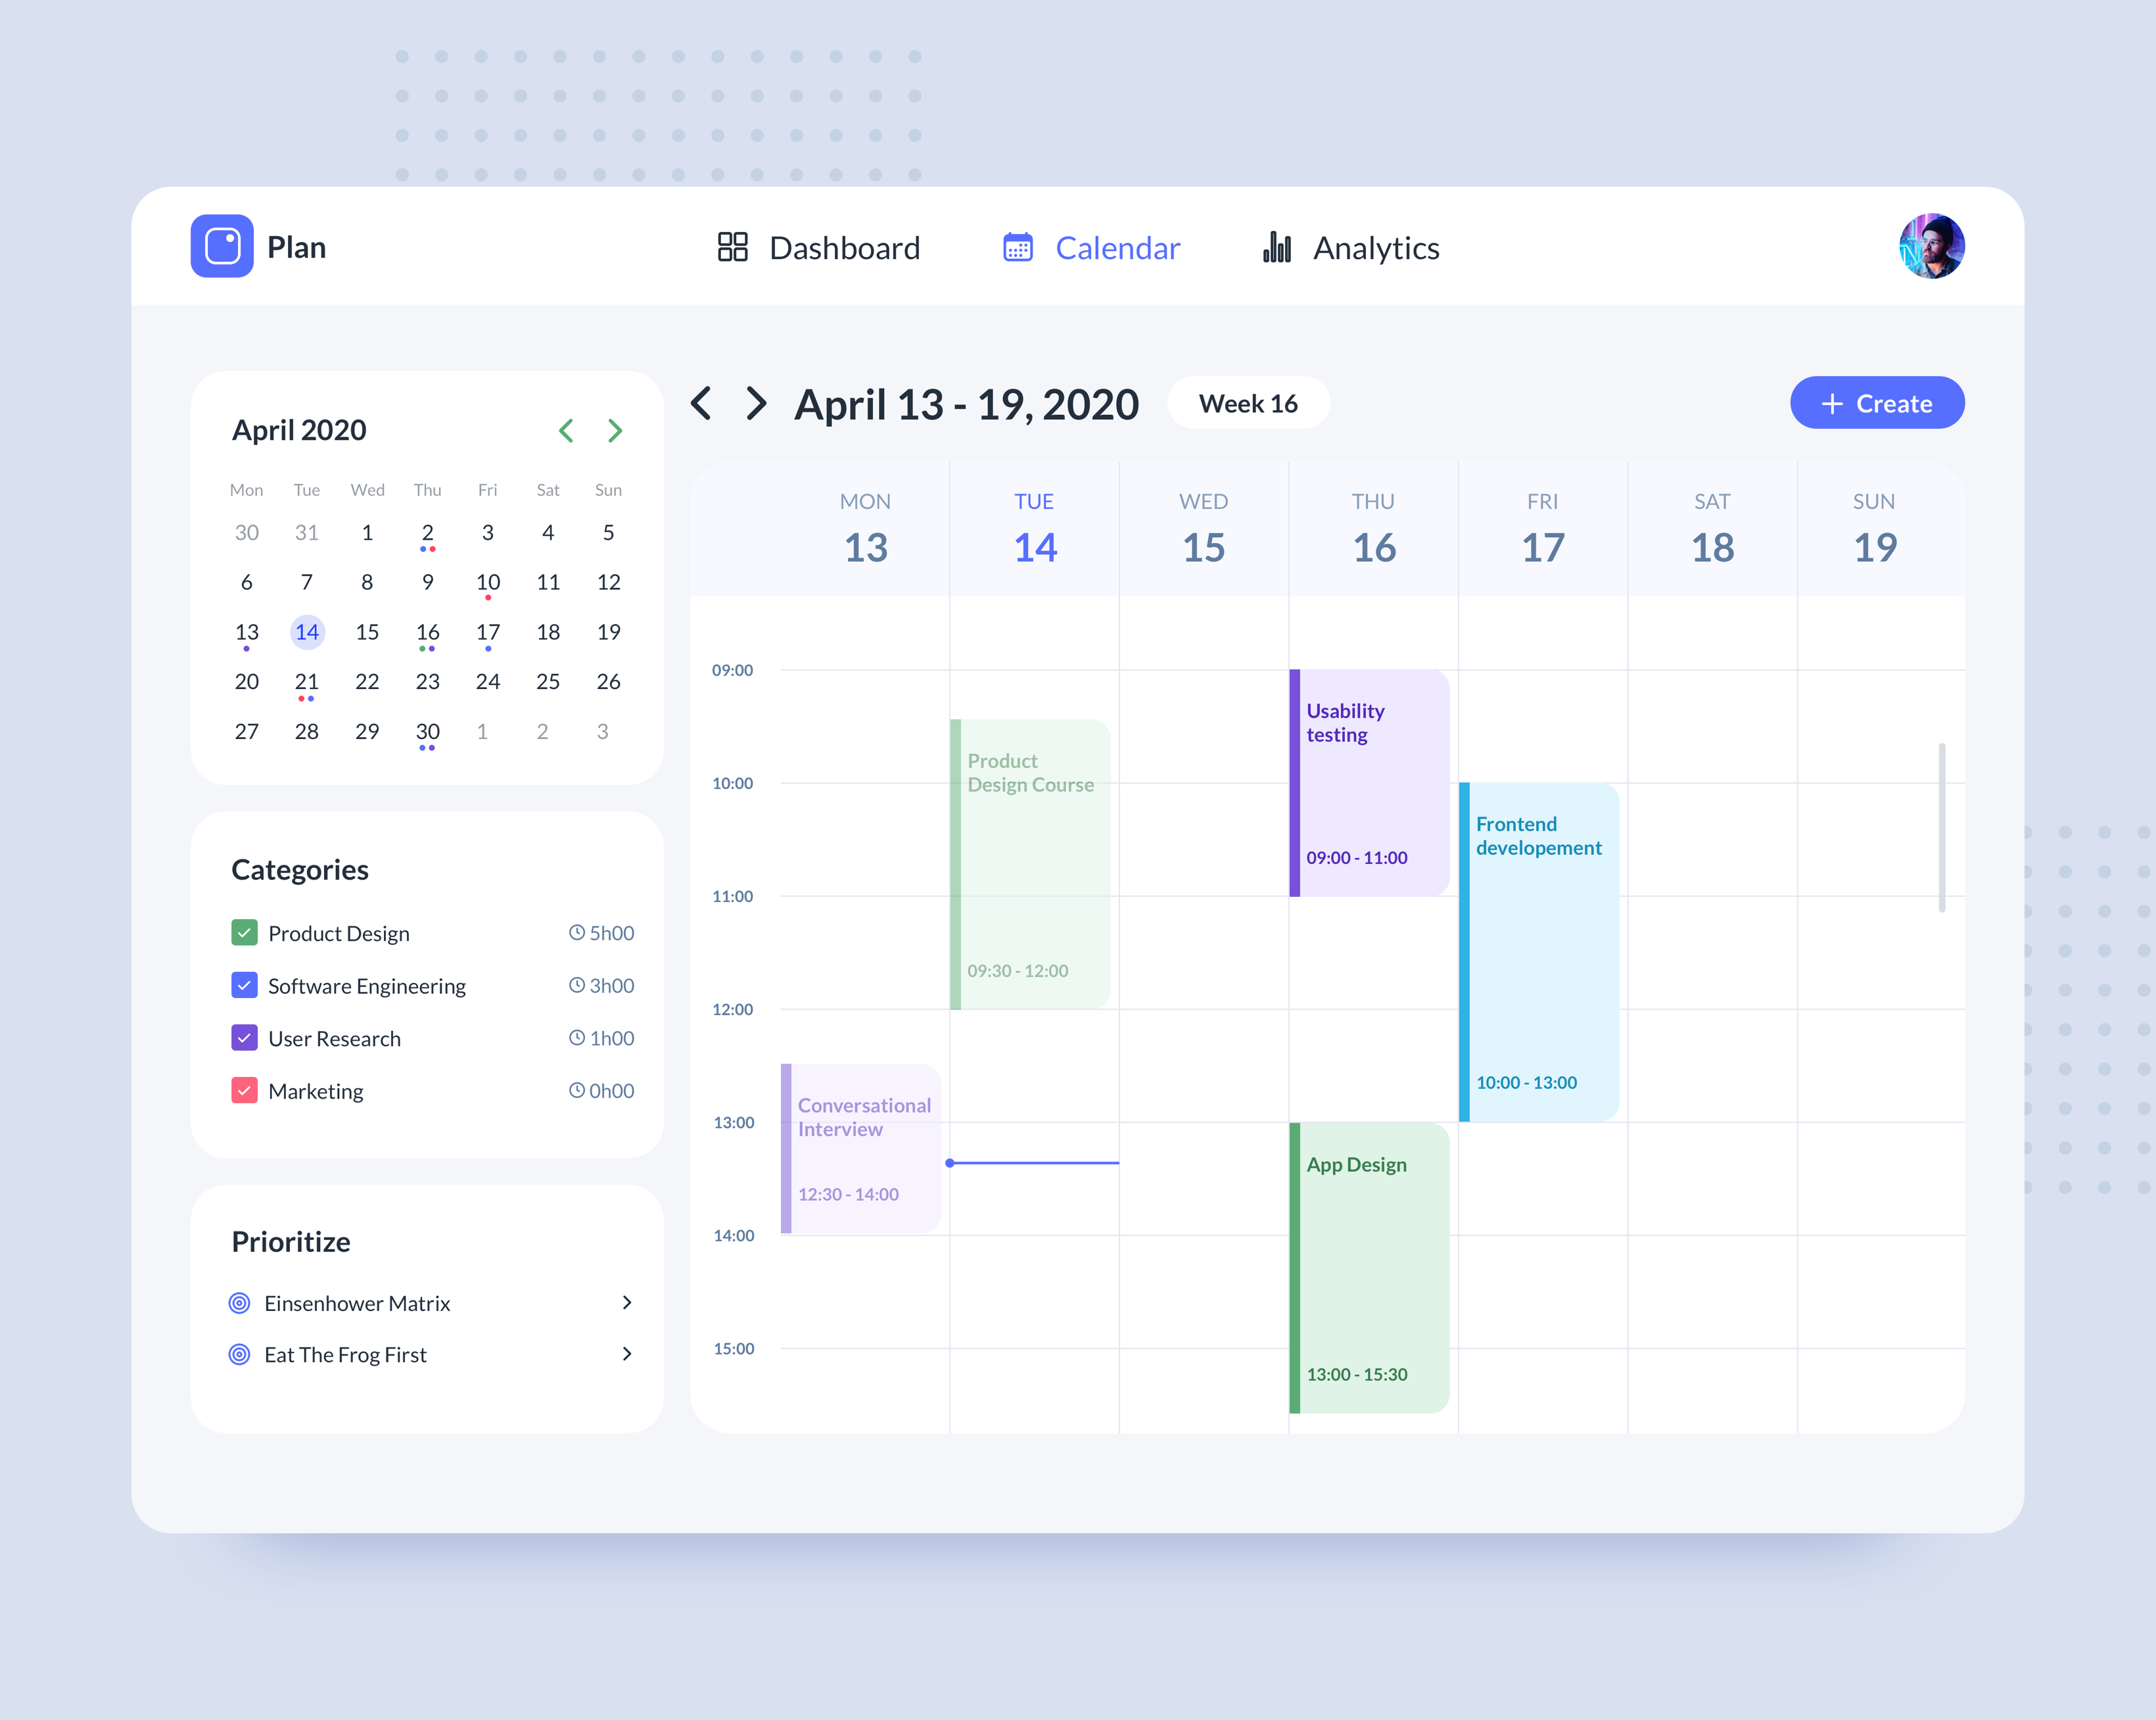 Plan
Dashboard
Calendar
Analytics
April 2020
Mon Tue Wed Thu Fri Sat Sun
30 31 1 2 3 4 5
6 7 8 9 10 11 12
13 14 15 16 17 18 19
20 21 22 23 24 25 26
27 28 29 30 1 2 3
Categories
Product Design 5h00
Software Engineering 3h00
User Research 1h00
Marketing 0h00
Prioritize
Einsenhower Matrix
Eat The Frog First
April 13 - 19, 2020
Week 16
+ Create
MON TUE WED THU FRI SAT SUN
13 14 15 16 17 18 19
09:00
10:00
11:00
12:00
13:00
14:00
15:00
Conversational
Interview
12:30 - 14:00
Product
Design Course
09:30 - 12:00
Usability
testing
09:00 - 11:00
App Design
13:00 - 15:30
Frontend
developement
10:00 - 13:00